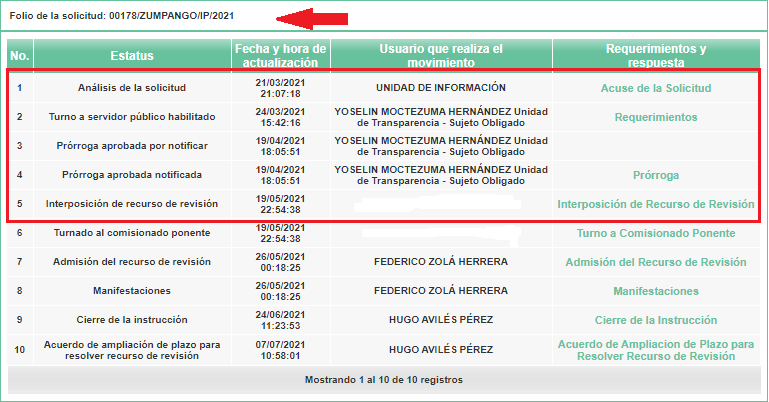 Folio de la solicitud: 00178/ZUMPANGO/IP/2021
No. Estatus Fecha y hora de actualización Usuario que realiza el movimiento Requerimientos y respuesta
1 Análisis de la solicitud 21/03/2021 21:07:18 UNIDAD DE INFORMACIÓN Acuse de la Solicitud
2 Turno a servidor público habilitado 24/03/2021 15:42:16 YOSELIN MOCTEZUMA HERNÁNDEZ Unidad de Transparencia - Sujeto Obligado Requerimientos
3 Prórroga aprobada por notificar 19/04/2021 18:05:51 YOSELIN MOCTEZUMA HERNÁNDEZ Unidad de Transparencia - Sujeto Obligado
4 Prórroga aprobada notificada 19/04/2021 18:05:51 YOSELIN MOCTEZUMA HERNÁNDEZ Unidad de Transparencia - Sujeto Obligado Prórroga
5 Interposición de recurso de revisión 19/05/2021 22:54:38 Interposición de Recurso de Revisión
6 Turnado al comisionado ponente 19/05/2021 22:54:38 Turno a Comisionado Ponente
7 Admisión del recurso de revisión 26/05/2021 00:18:25 FEDERICO ZOLÁ HERRERA Admisión del Recurso de Revisión
8 Manifestaciones 26/05/2021 00:18:25 FEDERICO ZOLÁ HERRERA Manifestaciones
9 Cierre de la instrucción 24/06/2021 11:23:53 HUGO AVILÉS PÉREZ Cierre de la Instrucción
10 Acuerdo de ampliación de plazo para resolver recurso de revisión 07/07/2021 10:58:01 HUGO AVILÉS PÉREZ Acuerdo de Ampliacion de Plazo para Resolver Recurso de Revisión
Mostrando 1 al 10 de 10 registros